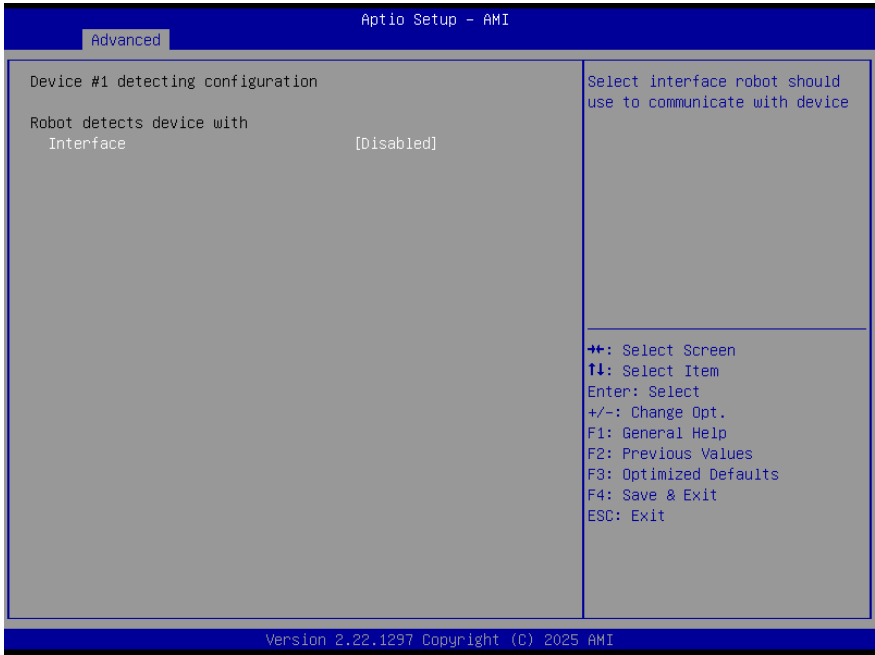 Aptio Setup – AMI
Advanced
Device #1 detecting configuration
Robot detects device with
Interface [Disabled]
Select interface robot should
use to communicate with device
→←: Select Screen
↑↓: Select Item
Enter: Select
+/-: Change Opt.
F1: General Help
F2: Previous Values
F3: Optimized Defaults
F4: Save & Exit
ESC: Exit
Version 2.22.1297 Copyright (C) 2025 AMI